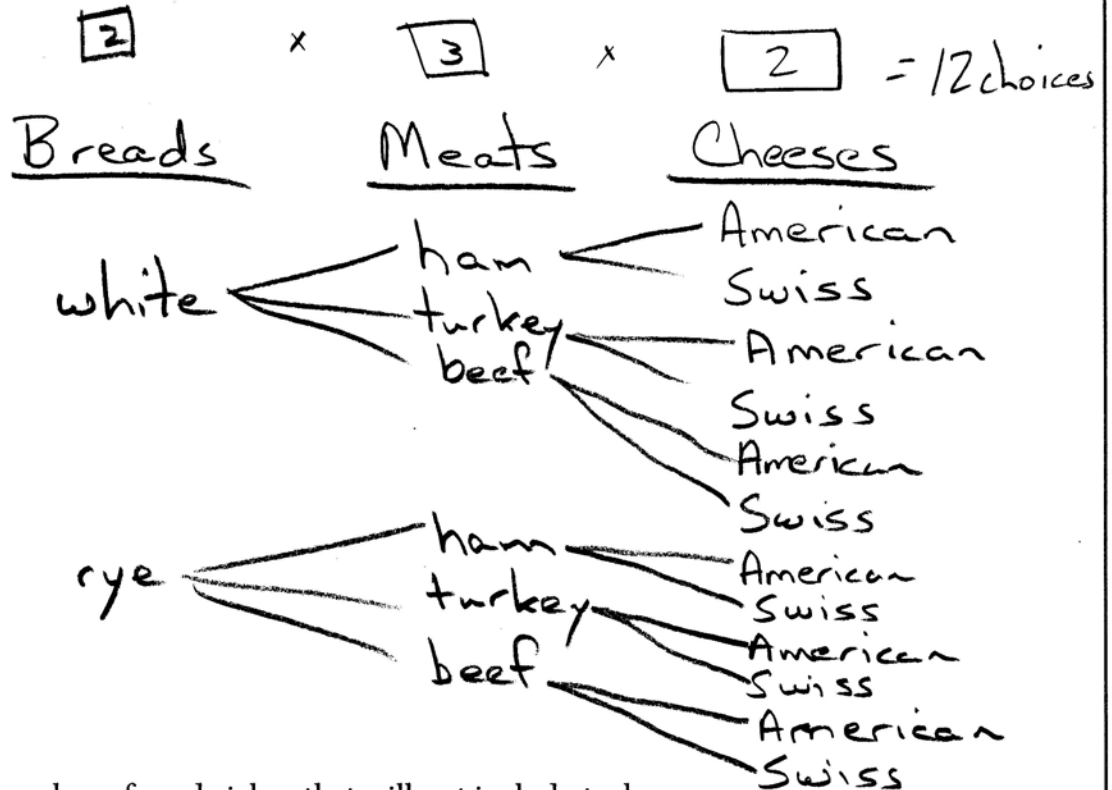 2 x 3 x 2 = 12 choices
Breads Meats Cheeses
ham American
white Swiss
turkey American
beef
Swiss
American
Swiss
ham American
rye turkey Swiss
American
beef Swiss
American
Swiss